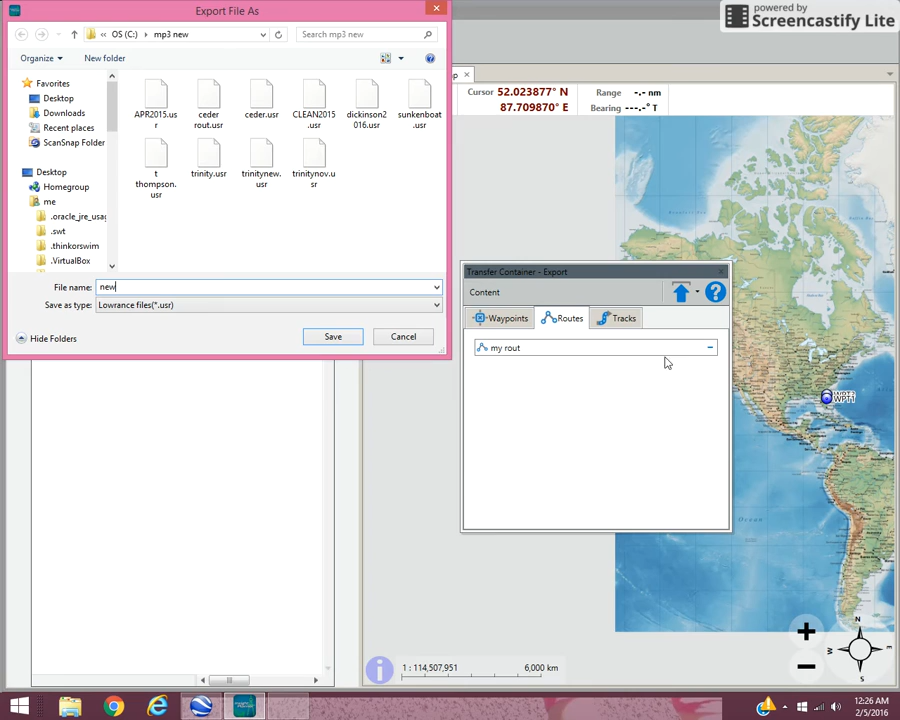 Export File As
powered by
Screencastify Lite
OS (C:) mp3 new
Search mp3 new
Organize New folder
Cursor 52.023877° N
87.709870° E
Range -.- nm
Bearing ---.-° T
Favorites
Desktop
Downloads
Recent places
ScanSnap Folder
Desktop
Homegroup
me
.oracle_jre_usag
.swt
.thinkorswim
.VirtualBox
APR2015.us
r
ceder
rout.usr
ceder.usr
CLEAN2015
.usr
dickinson2
016.usr
sunkenboat
.usr
t
thompson.
usr
trinity.usr
trinitynew.
usr
trinitynov.u
sr
File name: new
Save as type: Lowrance files(*.usr)
Hide Folders
Save Cancel
Transfer Container - Export
Content
Waypoints Routes Tracks
my rout
WPT1
N
W E
S
1 : 114,507,951 6,000 km
12:26 AM
2/5/2016